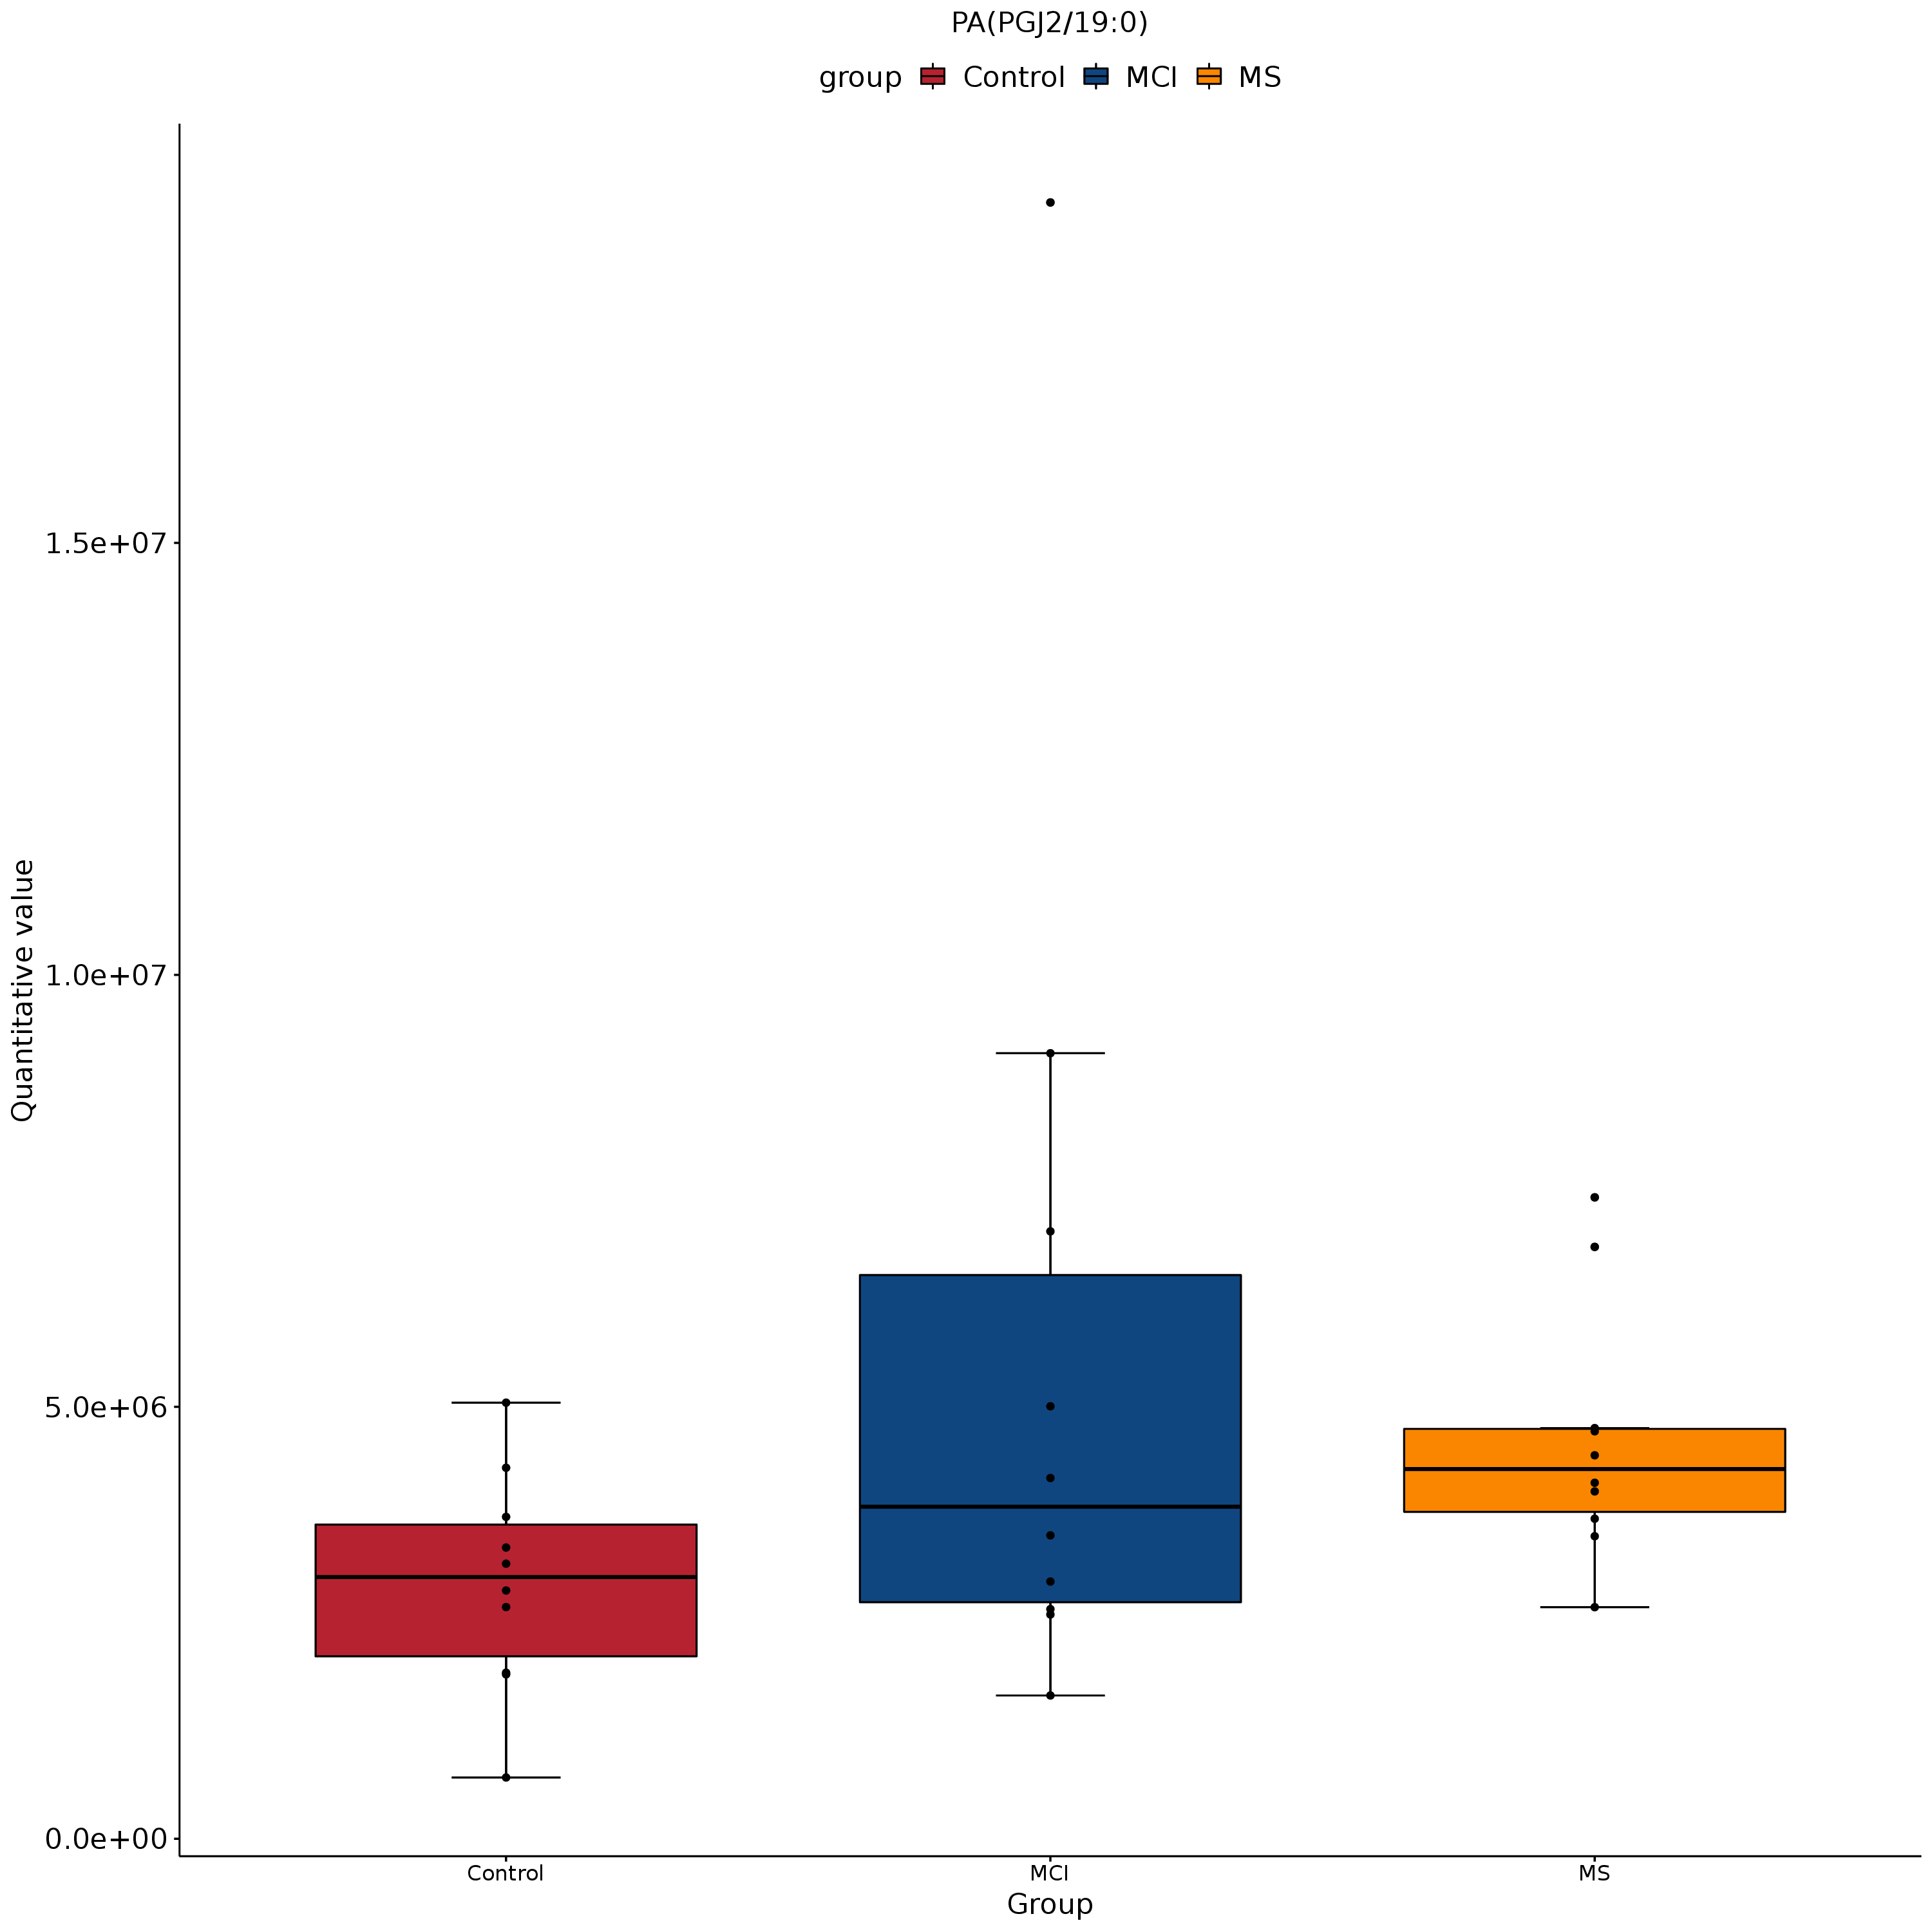 PA(PGJ2/19:0)
group Control MCI MS
Quantitative value
1.5e+07
1.0e+07
5.0e+06
0.0e+00
Control MCI MS
Group